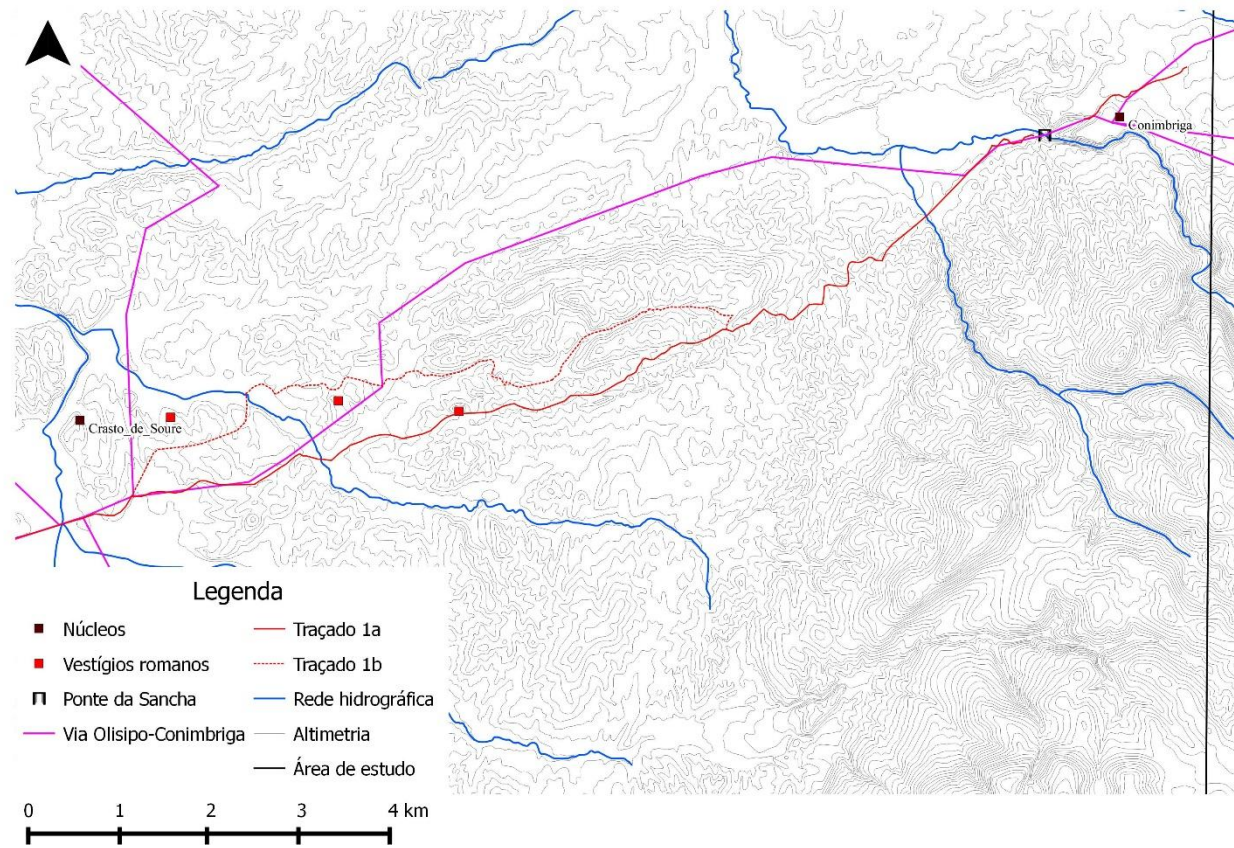 Conimbriga
Crasto_de_Soure
Legenda
Núcleos
Traçado 1a
Vestígios romanos
Traçado 1b
Ponte da Sancha
Rede hidrográfica
Via Olisipo-Conimbriga
Altimetria
Área de estudo
0 1 2 3 4 km